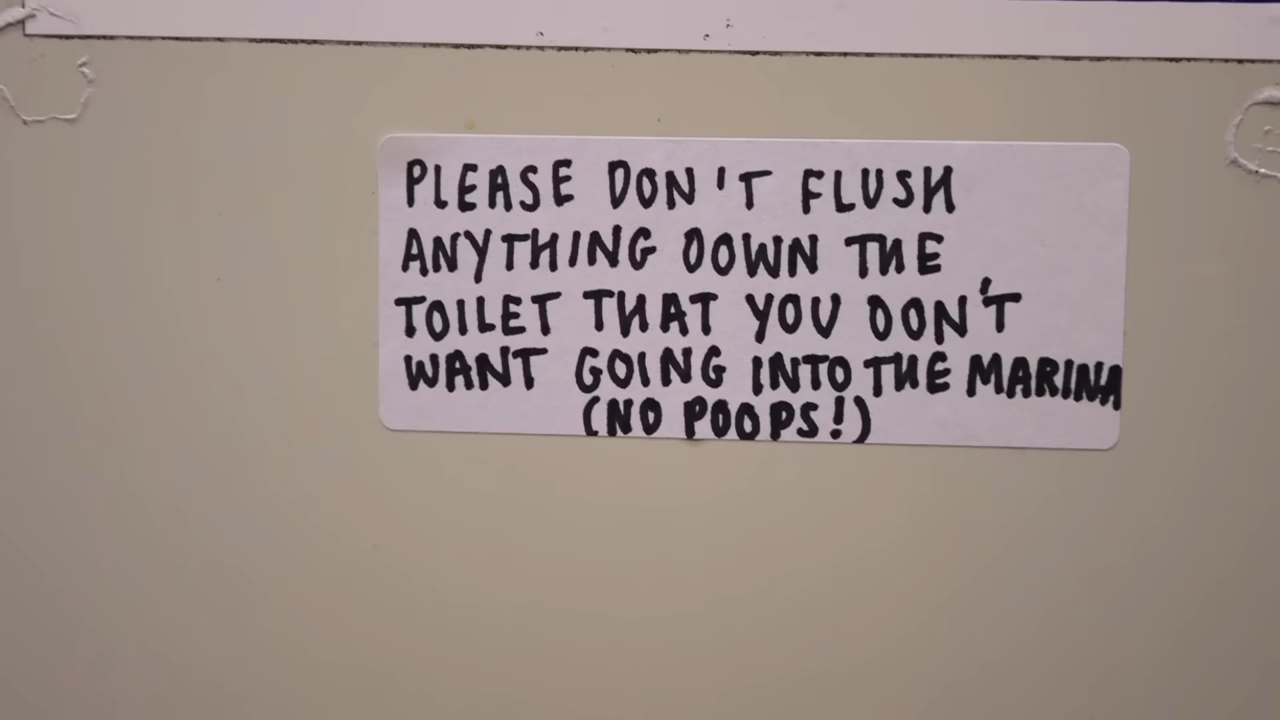 PLEASE DON'T FLUSH
ANYTHING DOWN THE
TOILET THAT YOU DON'T
WANT GOING INTO THE MARINA
(NO POOPS!)